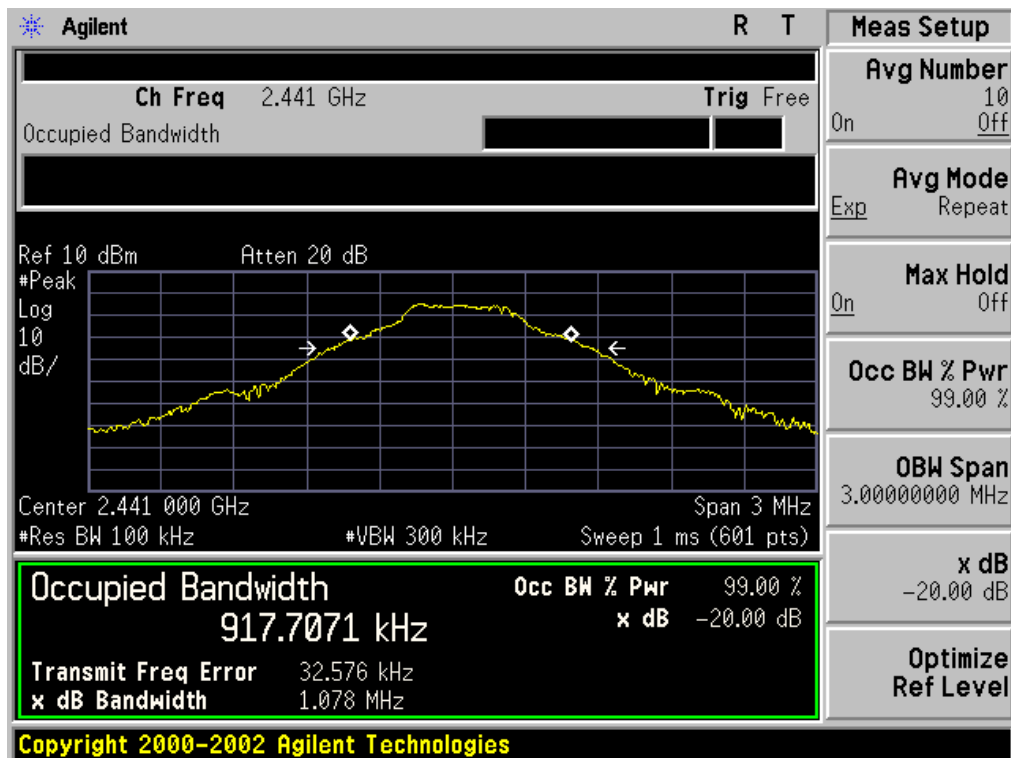 Agilent R T
Ch Freq 2.441 GHz Trig Free
Occupied Bandwidth
Ref 10 dBm Atten 20 dB
#Peak
Log
10
dB/
Center 2.441 000 GHz Span 3 MHz
#Res BW 100 kHz #VBW 300 kHz Sweep 1 ms (601 pts)
Occupied Bandwidth
917.7071 kHz
Occ BW % Pwr 99.00 %
x dB -20.00 dB
Transmit Freq Error 32.576 kHz
x dB Bandwidth 1.078 MHz
Copyright 2000-2002 Agilent Technologies
Meas Setup
Avg Number
10
On Off
Avg Mode
Exp Repeat
Max Hold
On Off
Occ BW % Pwr
99.00 %
OBW Span
3.00000000 MHz
x dB
-20.00 dB
Optimize
Ref Level